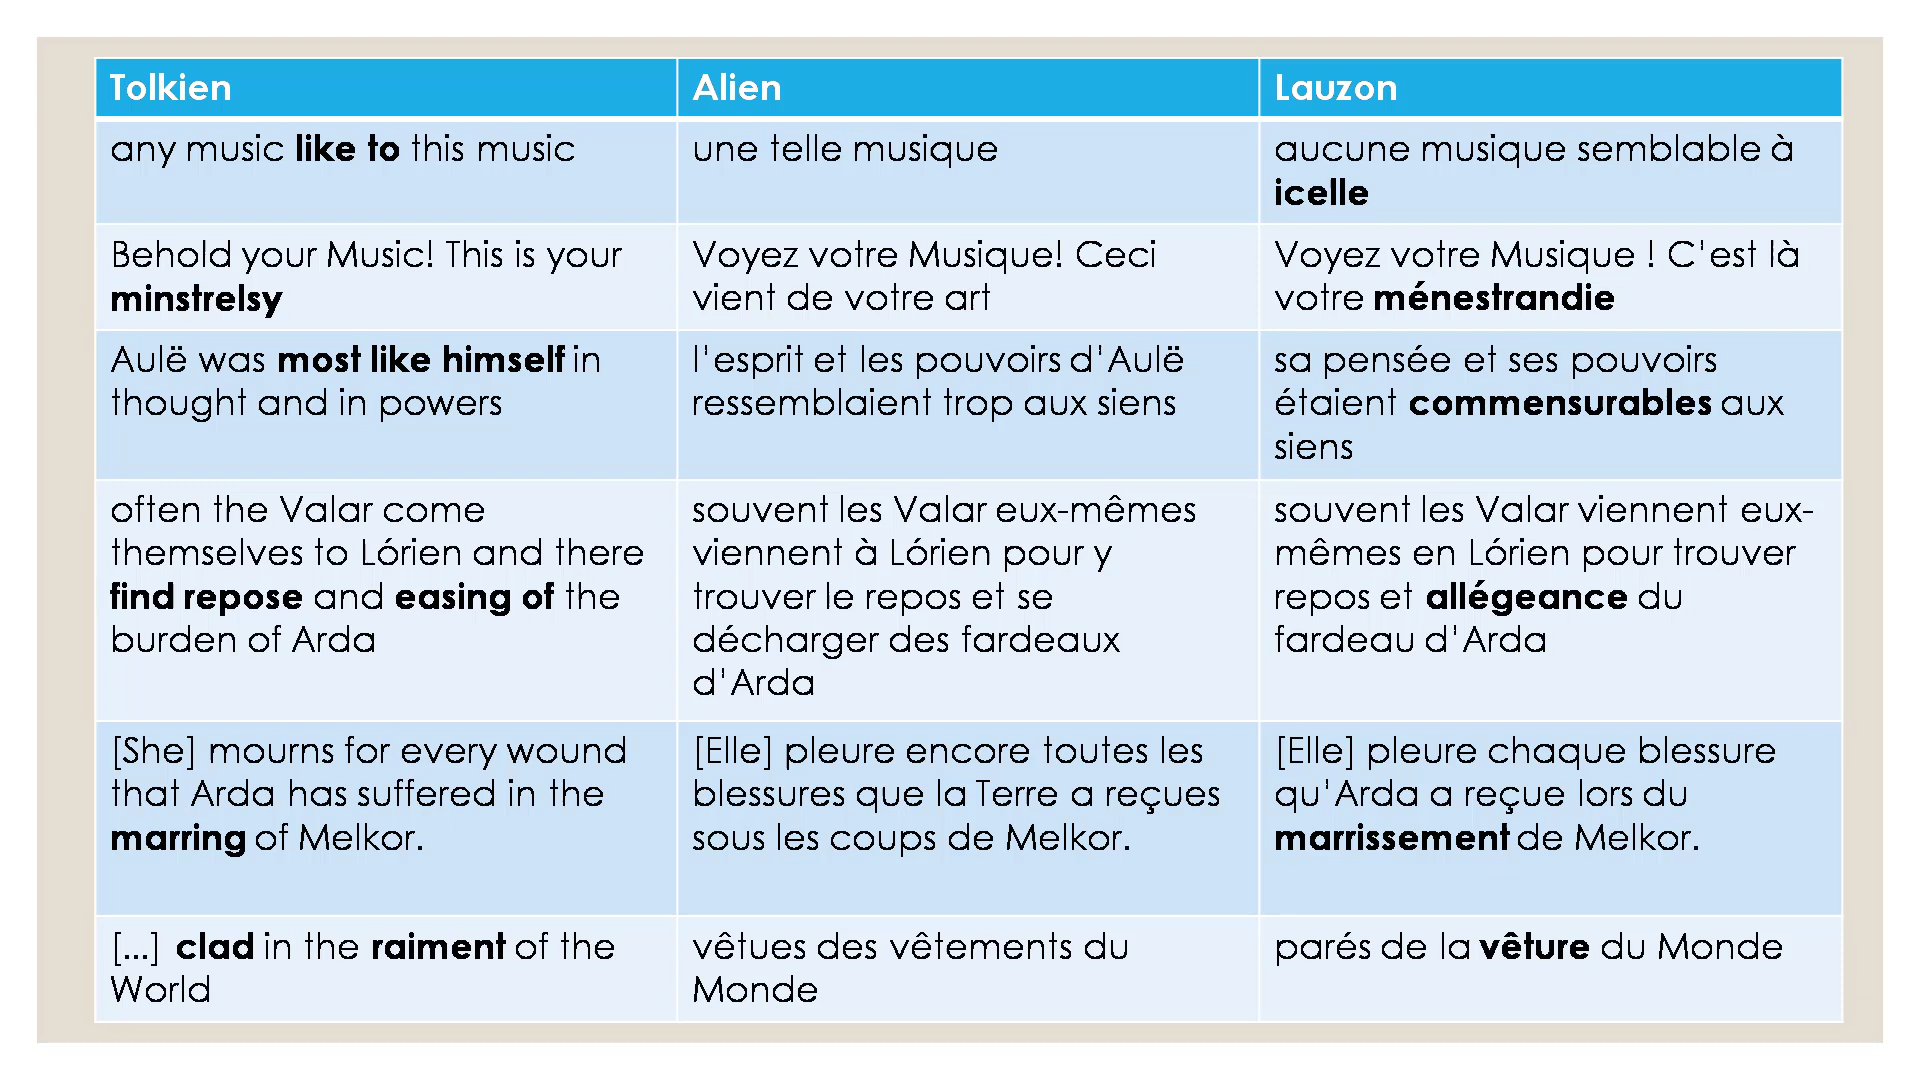 Tolkien
Alien
Lauzon
any music like to this music
une telle musique
aucune musique semblable à
icelle
Behold your Music! This is your
minstrelsy
Voyez votre Musique! Ceci
vient de votre art
Voyez votre Musique ! C'est là
votre ménestrandie
Aulë was most like himself in
thought and in powers
l'esprit et les pouvoirs d'Aulë
ressemblaient trop aux siens
sa pensée et ses pouvoirs
étaient commensurables aux
siens
often the Valar come
themselves to Lórien and there
find repose and easing of the
burden of Arda
souvent les Valar eux-mêmes
viennent à Lórien pour y
trouver le repos et se
décharger des fardeaux
d'Arda
souvent les Valar viennent eux-
mêmes en Lórien pour trouver
repos et allégeance du
fardeau d'Arda
[She] mourns for every wound
that Arda has suffered in the
marring of Melkor.
[Elle] pleure encore toutes les
blessures que la Terre a reçues
sous les coups de Melkor.
[Elle] pleure chaque blessure
qu'Arda a reçue lors du
marrissement de Melkor.
[...] clad in the raiment of the
World
vêtues des vêtements du
Monde
parés de la vêture du Monde